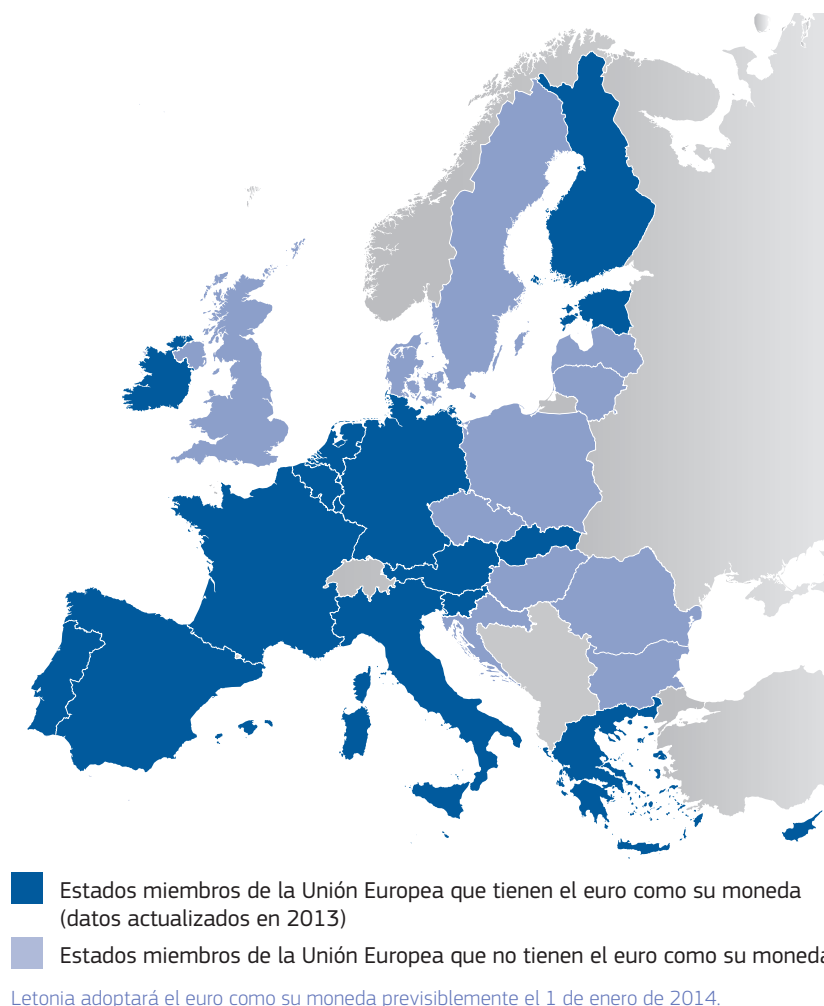 Estados miembros de la Unión Europea que tienen el euro como su moneda
(datos actualizados en 2013)
Estados miembros de la Unión Europea que no tienen el euro como su moneda
Letonia adoptará el euro como su moneda previsiblemente el 1 de enero de 2014.